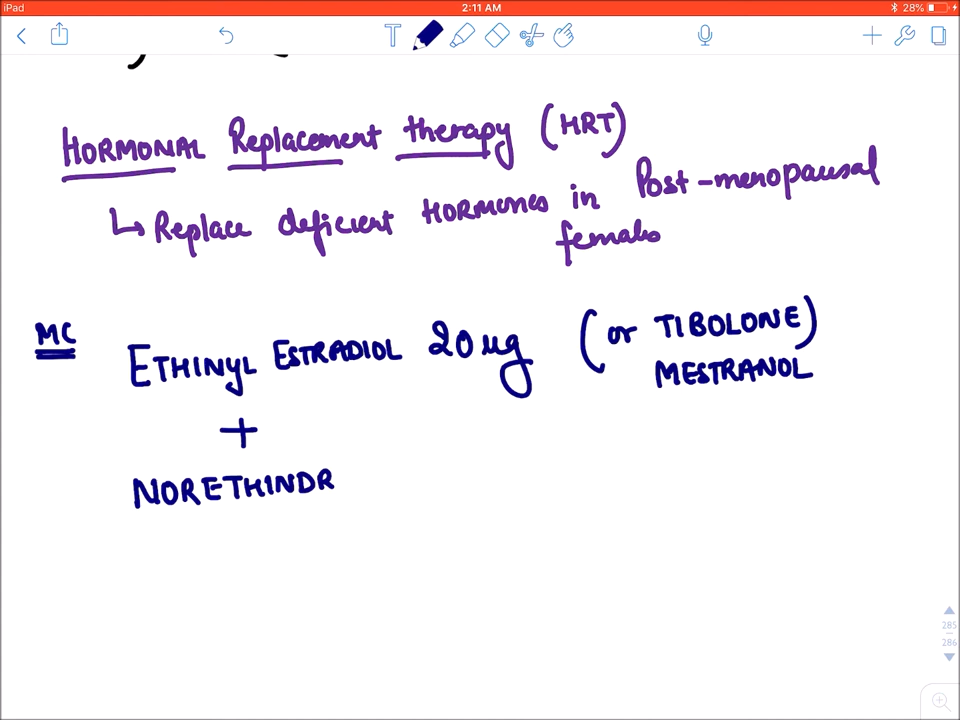 iPad
2:11 AM
28%
T
HORMONAL Replacement therapy (HRT)
↳ Replace deficient HORMONES in Post-menopausal
females
MC
ETHINYL ESTRADIOL 20 μg (or TIBOLONE)
MESTRANOL
+
NORETHINDR
285
286